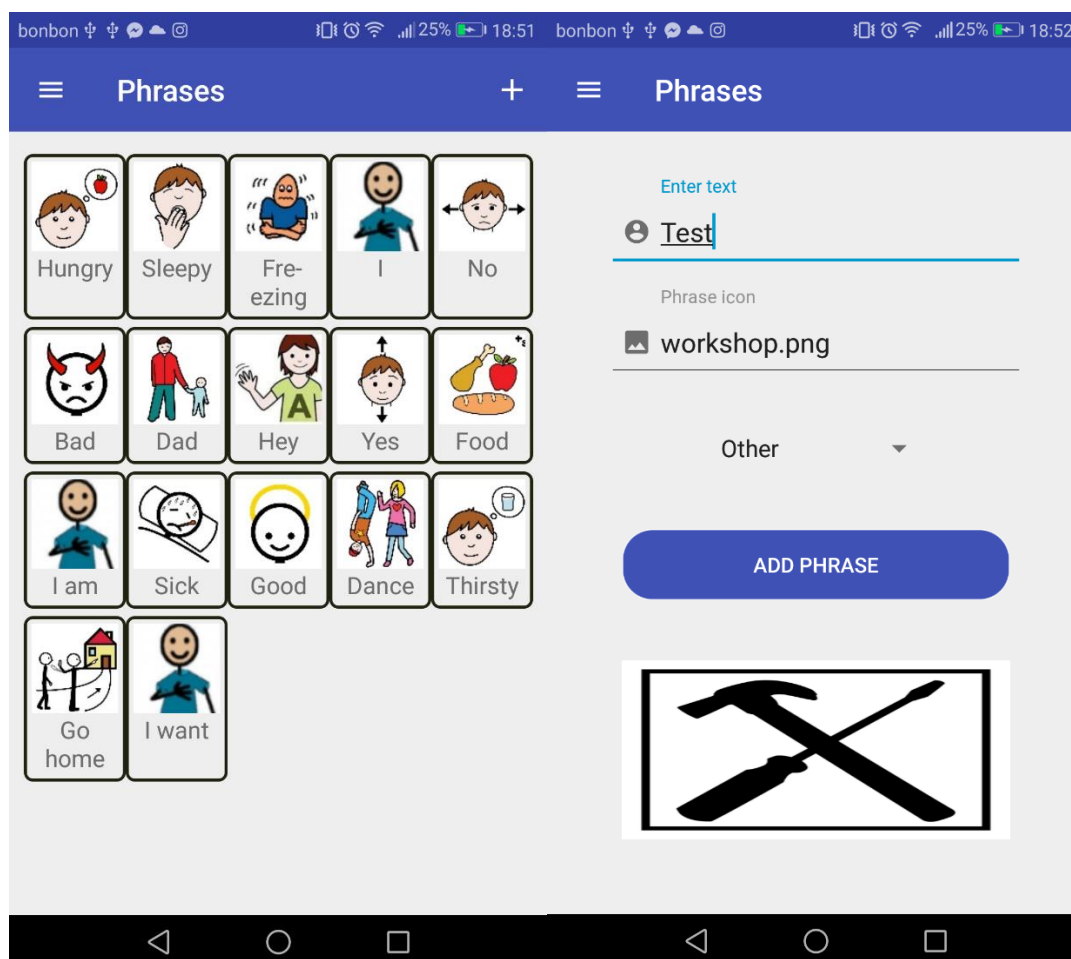 bonbon 25% 18:51
Phrases +
Hungry Sleepy Fre- I No
ezing
Bad Dad Hey Yes Food
I am Sick Good Dance Thirsty
Go I want
home
bonbon 25% 18:52
Phrases
Enter text
Test
Phrase icon
workshop.png
Other
ADD PHRASE